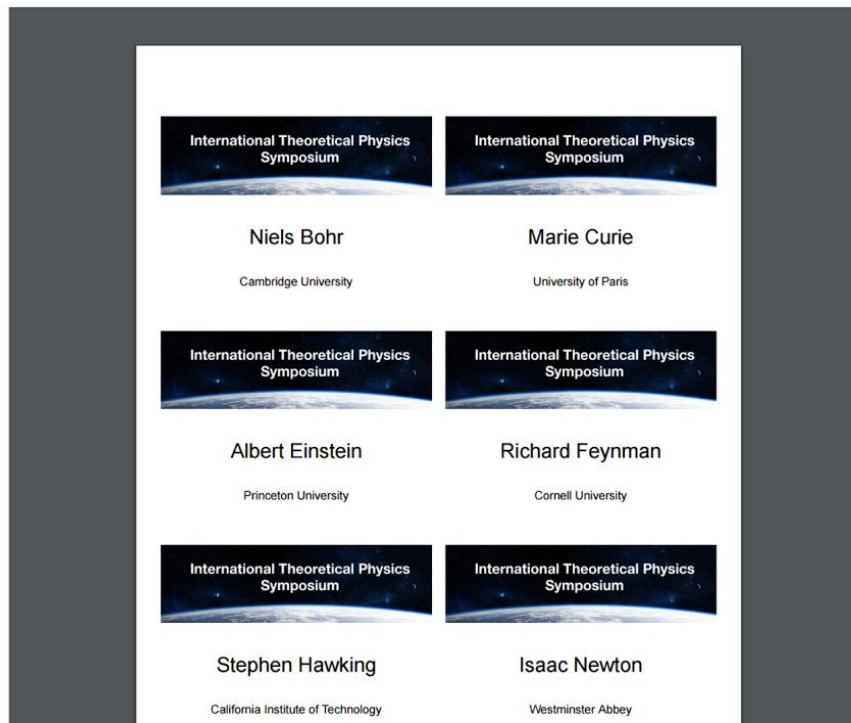 International Theoretical Physics
Symposium
Niels Bohr
Cambridge University
International Theoretical Physics
Symposium
Marie Curie
University of Paris
International Theoretical Physics
Symposium
Albert Einstein
Princeton University
International Theoretical Physics
Symposium
Richard Feynman
Cornell University
International Theoretical Physics
Symposium
Stephen Hawking
California Institute of Technology
International Theoretical Physics
Symposium
Isaac Newton
Westminster Abbey